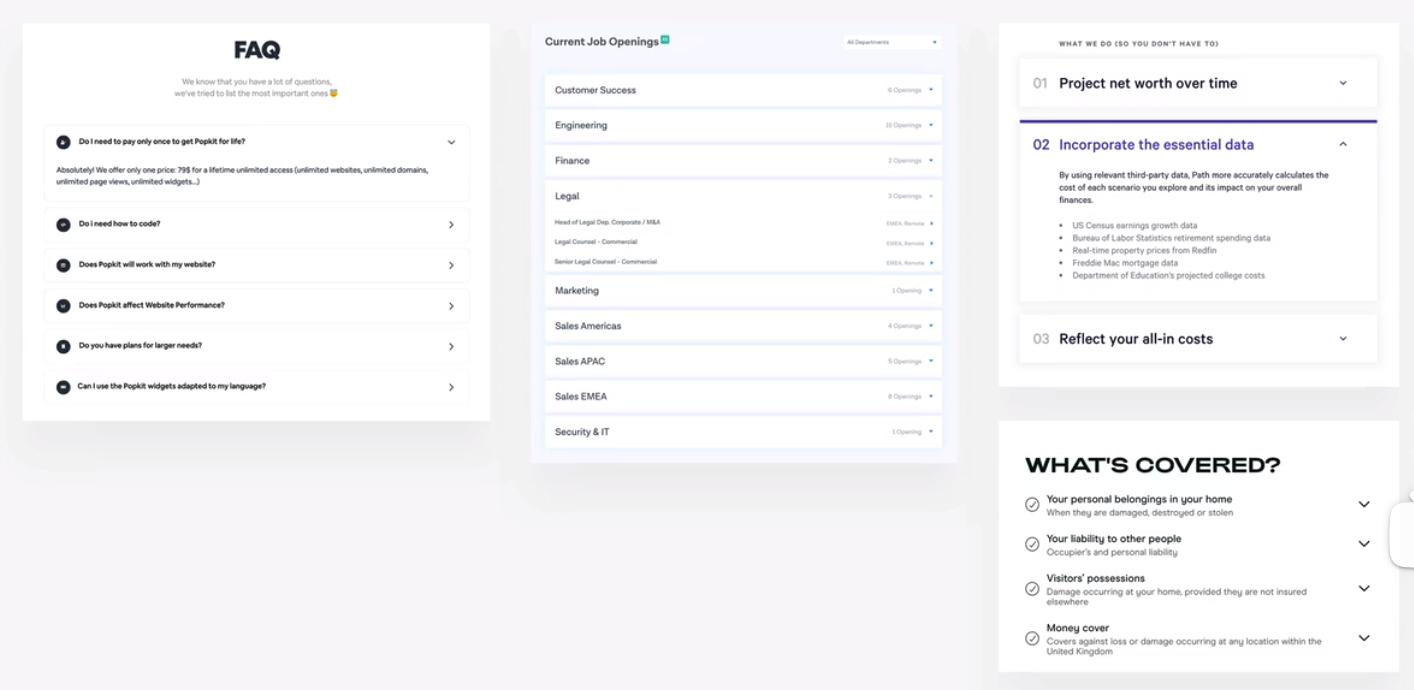 FAQ
We know that you have a lot of questions,
we've tried to list the most important ones 😇
Do I need to pay only once to get Popkit for life?
Absolutely! We offer only one price: 79$ for a lifetime unlimited access (unlimited websites, unlimited domains,
unlimited page views, unlimited widgets...)
Do i need how to code?
Does Popkit will work with my website?
Does Popkit affect Website Performance?
Do you have plans for larger needs?
Can I use the Popkit widgets adapted to my language?
Current Job Openings
All Departments
Customer Success 6 Openings
Engineering 15 Openings
Finance 2 Openings
Legal 3 Openings
Head of Legal Dep. Corporate / M&A EMEA, Remote
Legal Counsel - Commercial EMEA, Remote
Senior Legal Counsel - Commercial EMEA, Remote
Marketing 1 Opening
Sales Americas 4 Openings
Sales APAC 5 Openings
Sales EMEA 8 Openings
Security & IT 1 Opening
WHAT WE DO (SO YOU DON'T HAVE TO)
01 Project net worth over time
02 Incorporate the essential data
By using relevant third-party data, Path more accurately calculates the
cost of each scenario you explore and its impact on your overall
finances.
• US Census earnings growth data
• Bureau of Labor Statistics retirement spending data
• Real-time property prices from Redfin
• Freddie Mac mortgage data
• Department of Education's projected college costs
03 Reflect your all-in costs
WHAT'S COVERED?
Your personal belongings in your home
When they are damaged, destroyed or stolen
Your liability to other people
Occupier's and personal liability
Visitors' possessions
Damage occurring at your home, provided they are not insured
elsewhere
Money cover
Covers against loss or damage occurring at any location within the
United Kingdom